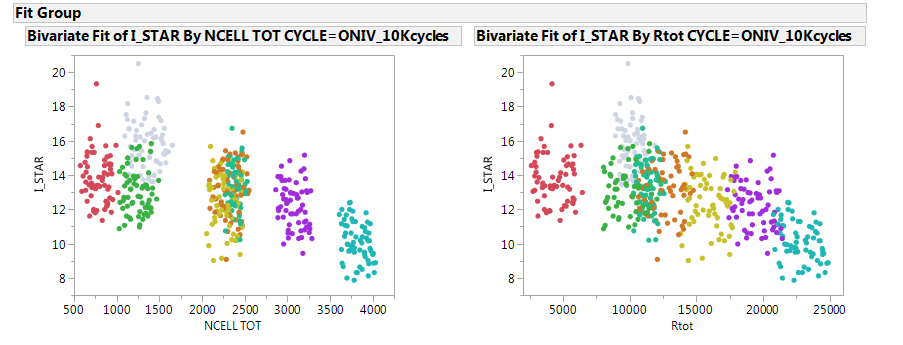 Fit Group
Bivariate Fit of I_STAR By NCELL TOT CYCLE=ONIV_10Kcycles
20
18
16
14
12
10
8
I_STAR
500 1000 1500 2000 2500 3000 3500 4000
NCELL TOT
Bivariate Fit of I_STAR By Rtot CYCLE=ONIV_10Kcycles
20
18
16
14
12
10
8
I_STAR
5000 10000 15000 20000 25000
Rtot